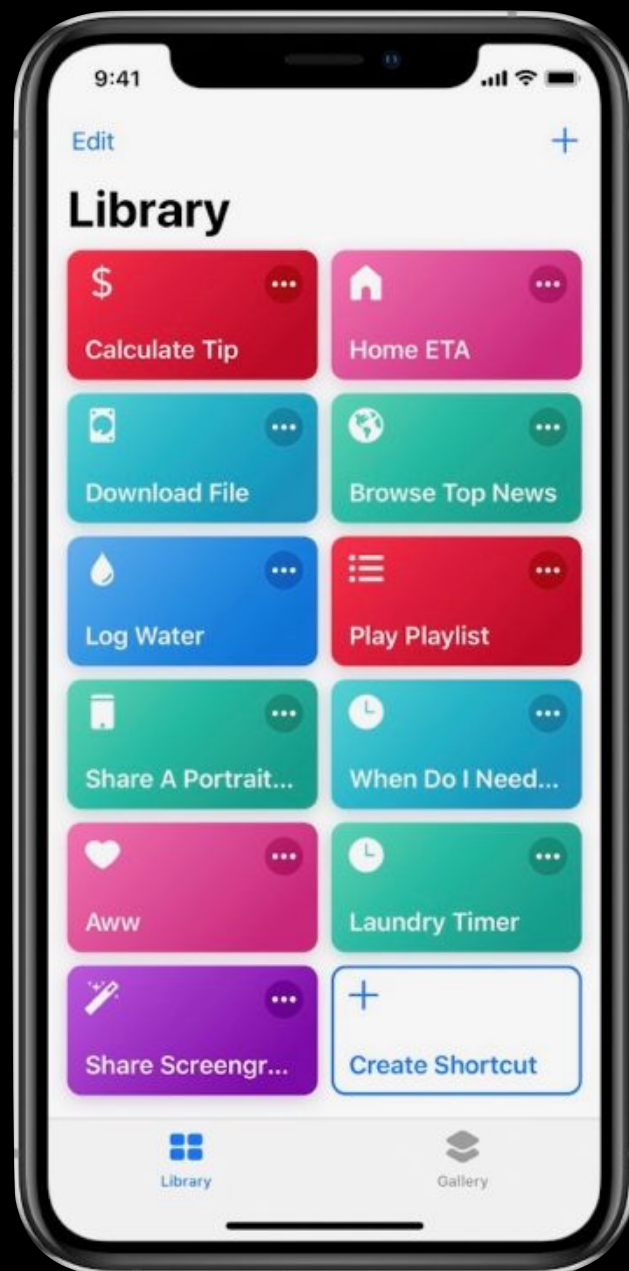 9:41
Edit
Library
$
Calculate Tip
Home ETA
Download File
Browse Top News
Log Water
Play Playlist
Share A Portrait...
When Do I Need...
Aww
Laundry Timer
Share Screengr...
Create Shortcut
Library
Gallery